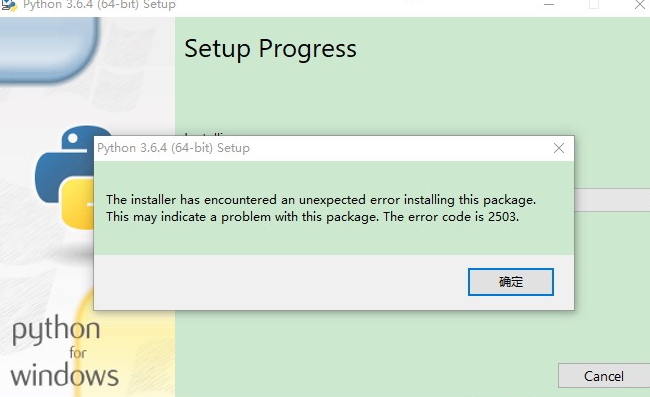 Python 3.6.4 (64-bit) Setup
Setup Progress
Python 3.6.4 (64-bit) Setup
The installer has encountered an unexpected error installing this package.
This may indicate a problem with this package. The error code is 2503.
确定
python
for
windows
Cancel